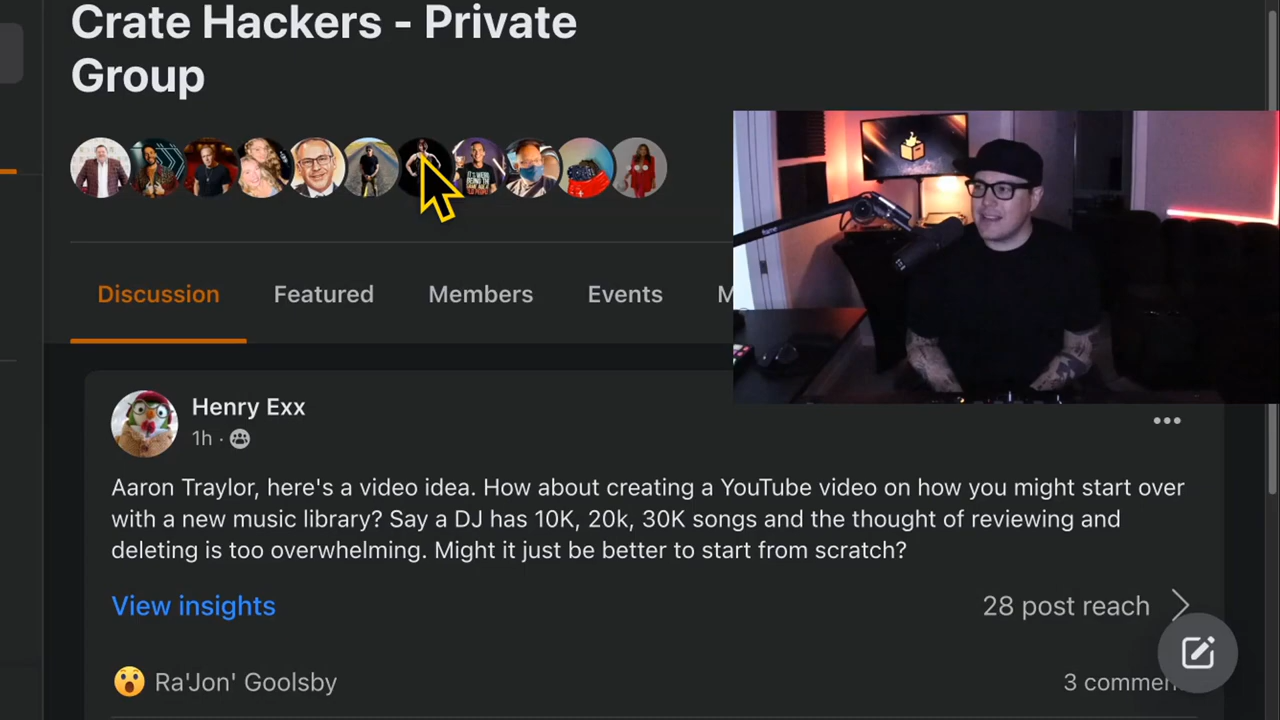 Crate Hackers - Private
Group
Discussion
Featured
Members
Events
M
Henry Exx
1h ·
Aaron Traylor, here's a video idea. How about creating a YouTube video on how you might start over
with a new music library? Say a DJ has 10K, 20k, 30K songs and the thought of reviewing and
deleting is too overwhelming. Might it just be better to start from scratch?
View insights
28 post reach
Ra'Jon' Goolsby
3 commen